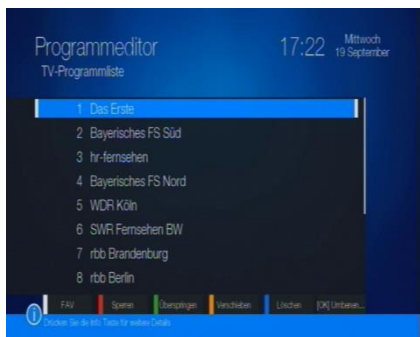 Programmeditor
17:22
Mittwoch
19 September
TV-Programmliste
1 Das Erste
2 Bayerisches FS Süd
3 hr-fernsehen
4 Bayerisches FS Nord
5 WDR Köln
6 SWR Fernsehen BW
7 rbb Brandenburg
8 rbb Berlin
FAV Sperren Überspringen Verschieben Löschen [OK] Umbenen...
Drücken Sie die Info Taste für weitere Details